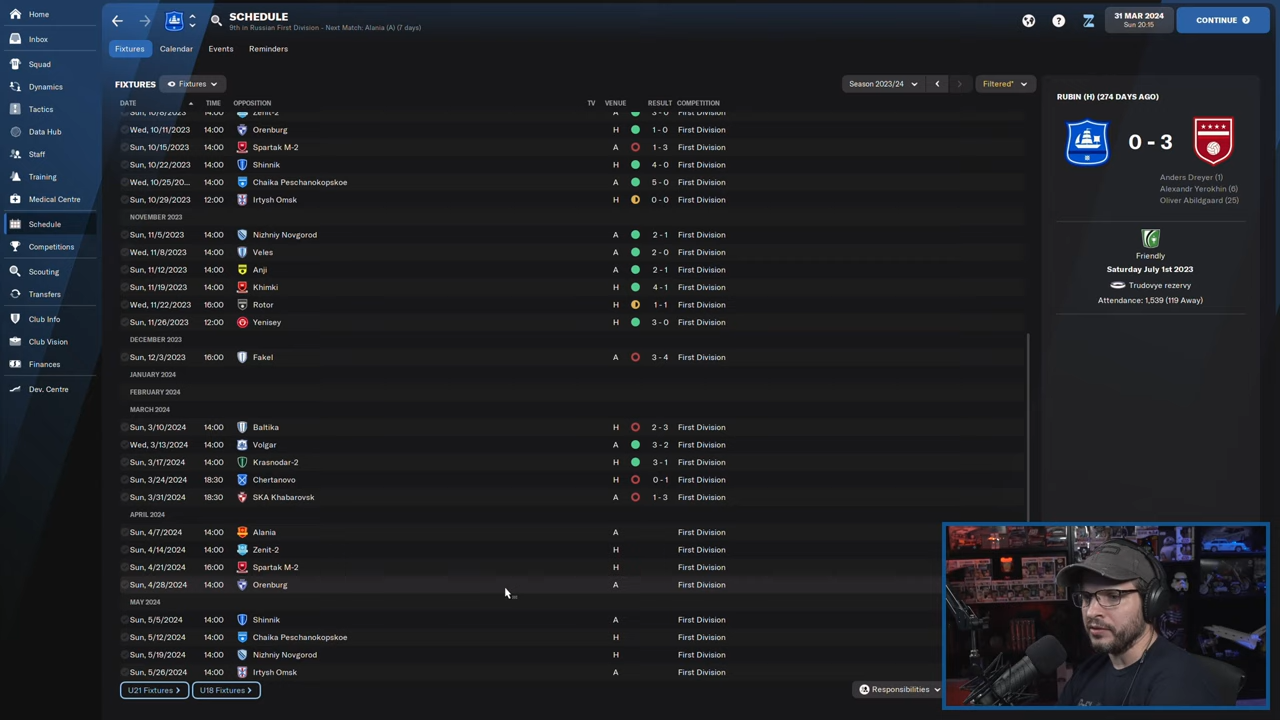 Home
Inbox
Squad
Dynamics
Tactics
Data Hub
Staff
Training
Medical Centre
Schedule
Competitions
Scouting
Transfers
Club Info
Club Vision
Finances
Dev. Centre
SCHEDULE
9th in Russian First Division - Next Match: Alania (A) (7 days)
31 MAR 2024
Sun 20:15
CONTINUE
Fixtures Calendar Events Reminders
FIXTURES Fixtures Season 2023/24 Filtered*
DATE TIME OPPOSITION TV VENUE RESULT COMPETITION
Sun, 10/8/2023 14:00 Zenit-2 A 3 - 0 First Division
Wed, 10/11/2023 14:00 Orenburg H 1 - 0 First Division
Sun, 10/15/2023 14:00 Spartak M-2 A 1 - 3 First Division
Sun, 10/22/2023 14:00 Shinnik H 4 - 0 First Division
Wed, 10/25/20... 14:00 Chaika Peschanokopskoe A 5 - 0 First Division
Sun, 10/29/2023 12:00 Irtysh Omsk H 0 - 0 First Division
NOVEMBER 2023
Sun, 11/5/2023 14:00 Nizhniy Novgorod A 2 - 1 First Division
Wed, 11/8/2023 14:00 Veles A 2 - 0 First Division
Sun, 11/12/2023 14:00 Anji A 2 - 1 First Division
Sun, 11/19/2023 14:00 Khimki H 4 - 1 First Division
Wed, 11/22/2023 16:00 Rotor H 1 - 1 First Division
Sun, 11/26/2023 12:00 Yenisey H 3 - 0 First Division
DECEMBER 2023
Sun, 12/3/2023 16:00 Fakel A 3 - 4 First Division
JANUARY 2024
FEBRUARY 2024
MARCH 2024
Sun, 3/10/2024 14:00 Baltika H 2 - 3 First Division
Wed, 3/13/2024 14:00 Volgar A 3 - 2 First Division
Sun, 3/17/2024 14:00 Krasnodar-2 H 3 - 1 First Division
Sun, 3/24/2024 18:30 Chertanovo H 0 - 1 First Division
Sun, 3/31/2024 18:30 SKA Khabarovsk A 1 - 3 First Division
APRIL 2024
Sun, 4/7/2024 14:00 Alania A First Division
Sun, 4/14/2024 14:00 Zenit-2 H First Division
Sun, 4/21/2024 16:00 Spartak M-2 H First Division
Sun, 4/28/2024 14:00 Orenburg A First Division
MAY 2024
Sun, 5/5/2024 14:00 Shinnik A First Division
Sun, 5/12/2024 14:00 Chaika Peschanokopskoe H First Division
Sun, 5/19/2024 14:00 Nizhniy Novgorod H First Division
Sun, 5/26/2024 14:00 Irtysh Omsk A First Division
U21 Fixtures U18 Fixtures Responsibilities
RUBIN (H) (274 DAYS AGO)
0 - 3
Anders Dreyer (1)
Alexandr Yerokhin (6)
Oliver Abildgaard (25)
Friendly
Saturday July 1st 2023
Trudovye rezervy
Attendance: 1,539 (119 Away)